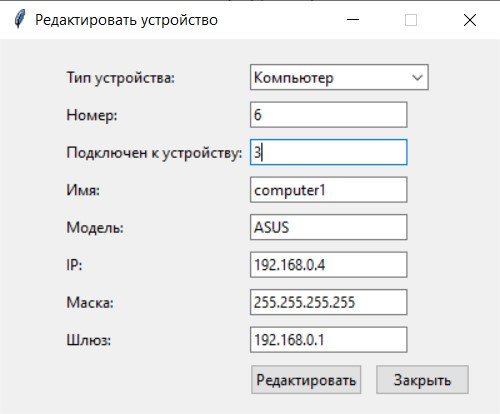 Редактировать устройство
Тип устройства: Компьютер
Номер: 6
Подключен к устройству: 3
Имя: computer1
Модель: ASUS
IP: 192.168.0.4
Маска: 255.255.255.255
Шлюз: 192.168.0.1
Редактировать Закрыть